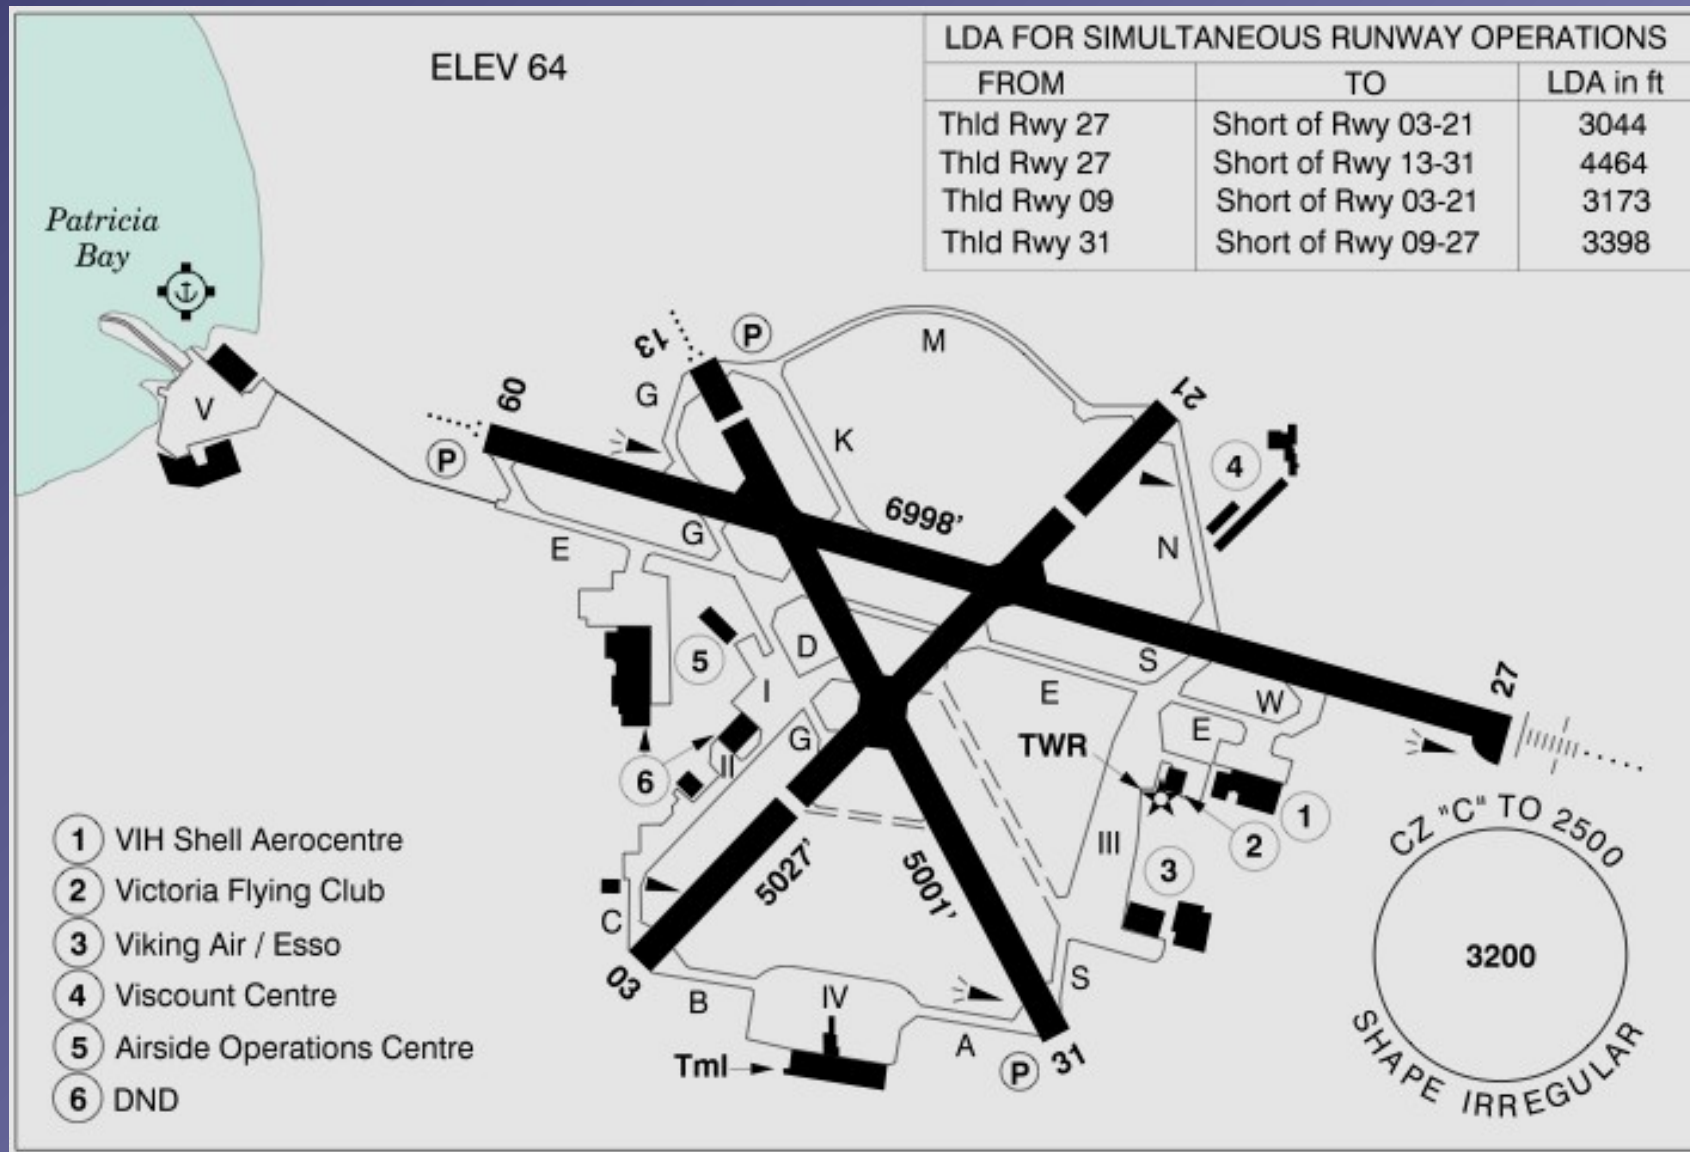 ELEV 64
LDA FOR SIMULTANEOUS RUNWAY OPERATIONS
FROM TO LDA in ft
Thld Rwy 27 Short of Rwy 03-21 3044
Thld Rwy 27 Short of Rwy 13-31 4464
Thld Rwy 09 Short of Rwy 03-21 3173
Thld Rwy 31 Short of Rwy 09-27 3398
Patricia
Bay
V
P
09
13
P
G
M
K
21
4
6998'
N
E
G
5
D
I
S
E
W
27
E
TWR
G
II
6
1
2
III
3
5027'
5001'
C
03
B
IV
S
A
Tml
P
31
1 VIH Shell Aerocentre
2 Victoria Flying Club
3 Viking Air / Esso
4 Viscount Centre
5 Airside Operations Centre
6 DND
CZ "C" TO 2500
3200
SHAPE IRREGULAR